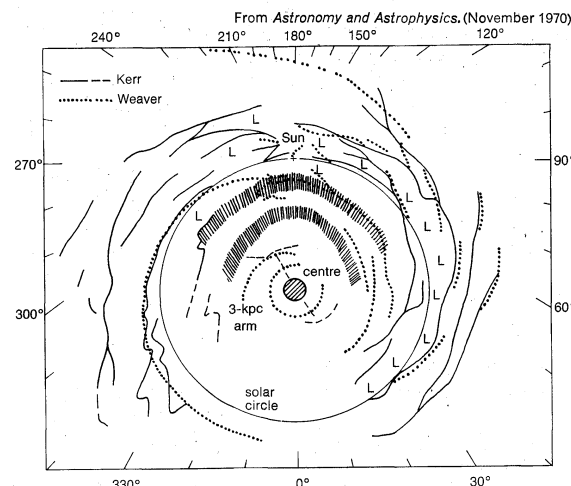 From Astronomy and Astrophysics. (November 1970)
240° 210° 180° 150° 120°
Kerr
Weaver
L
Sun
L
L
L
270°
L
L
90°
L
L
L
L
centre
L
3-kpc
arm
300°
60°
L
L
L
solar
circle
330° 0° 30°